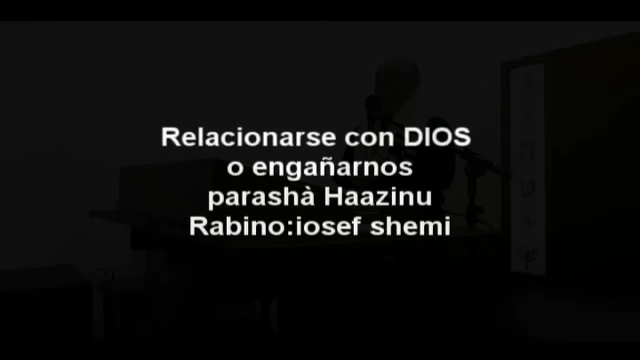 Relacionarse con DIOS
o engañarnos
parashà Haazinu
Rabino:iosef shemi